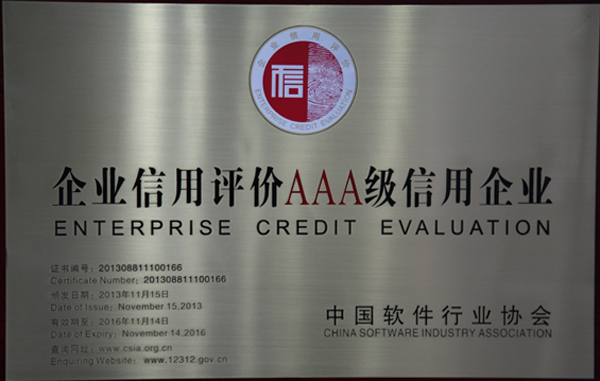 企业信用评价
信
ENTERPRISE CREDIT EVALUATION
企业信用评价AAA级信用企业
ENTERPRISE CREDIT EVALUATION
证书编号：201308811100166
Certificate Number：201308811100166
颁发日期：2013年11月15日
Date of Issue：November 15,2013
有效期至：2016年11月14日
Date of Expiry：November 14,2016
查询网址：www.csia.org.cn
Enquiring Website：www.12312.gov.cn
中国软件行业协会
CHINA SOFTWARE INDUSTRY ASSOCIATION